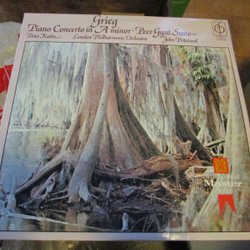 Grieg
Piano Concerto in A minor · Peer Gynt Suite
Peter Katin London Philharmonic Orchestra John Pritchard